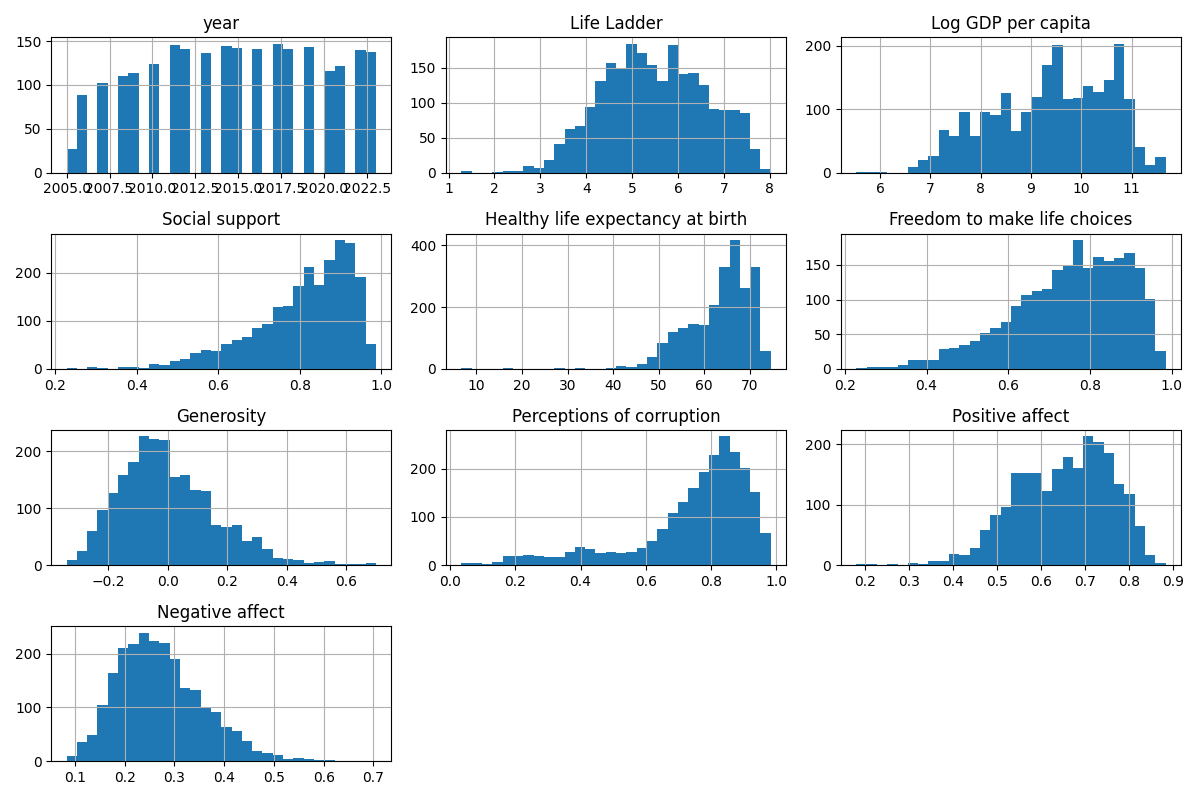 year
Life Ladder
Log GDP per capita
150
100
50
0
2005.0 2007.5 2010.0 2012.5 2015.0 2017.5 2020.0 2022.5
150
100
50
0
1 2 3 4 5 6 7 8
200
100
0
6 7 8 9 10 11
Social support
Healthy life expectancy at birth
Freedom to make life choices
200
100
0
0.2 0.4 0.6 0.8 1.0
400
200
0
10 20 30 40 50 60 70
150
100
50
0
0.2 0.4 0.6 0.8 1.0
Generosity
Perceptions of corruption
Positive affect
200
100
0
−0.2 0.0 0.2 0.4 0.6
200
100
0
0.0 0.2 0.4 0.6 0.8 1.0
200
100
0
0.2 0.3 0.4 0.5 0.6 0.7 0.8 0.9
Negative affect
200
100
0
0.1 0.2 0.3 0.4 0.5 0.6 0.7